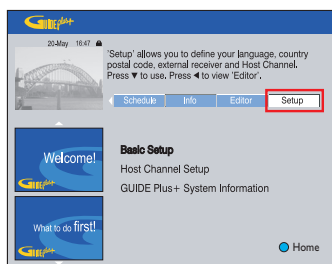 GUIDE Plus+
20-May 16:47
'Setup' allows you to define your language, country
postal code, external receiver and Host Channel.
Press ▼ to use. Press ◄ to view 'Editor'.
Schedule Info Editor Setup
Welcome!
GUIDE Plus+
What to do first!
GUIDE Plus+
Basic Setup
Host Channel Setup
GUIDE Plus+ System Information
Home